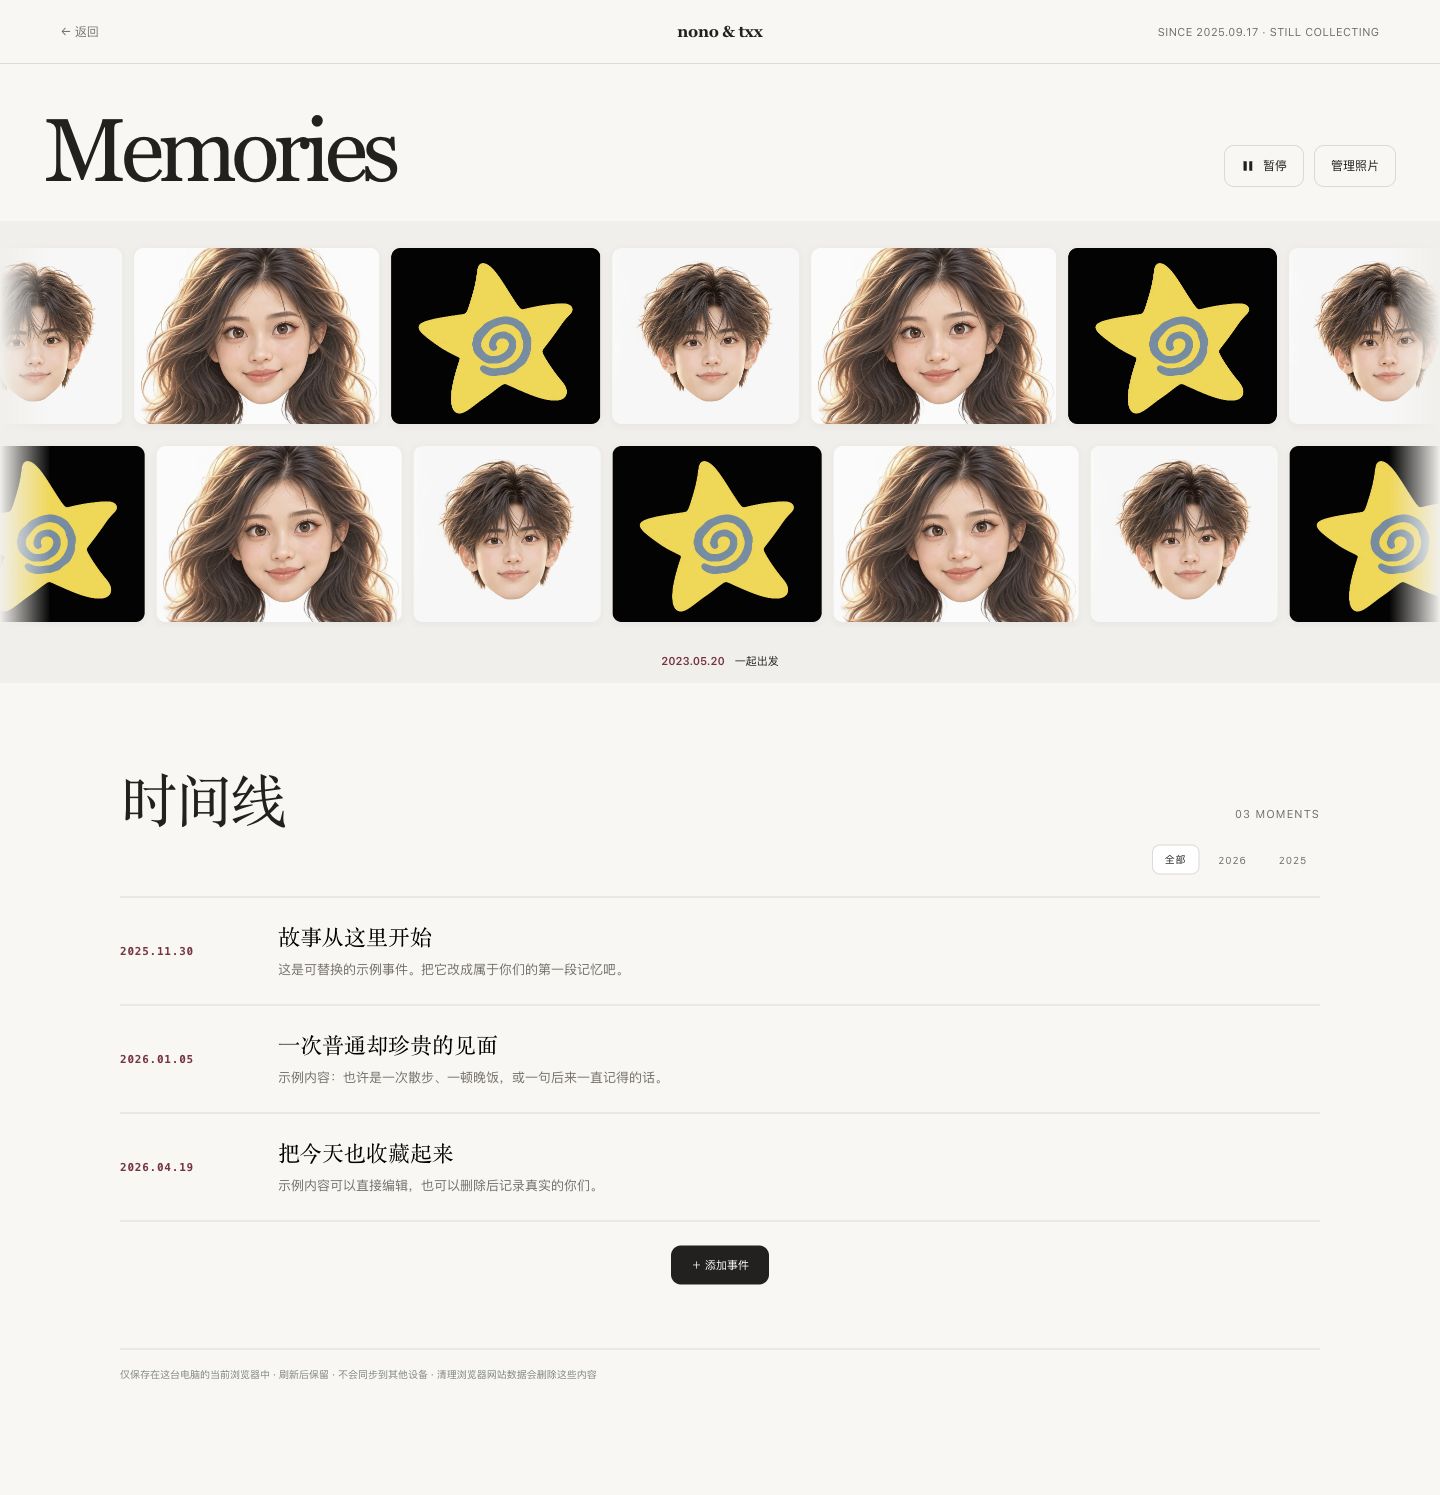 ← 返回
nono & txx
SINCE 2025.09.17 · STILL COLLECTING
Memories
暂停
管理照片
2023.05.20 一起出发
时间线
03 MOMENTS
全部
2026
2025
2025.11.30
故事从这里开始
这是可替换的示例事件。把它改成属于你们的第一段记忆吧。
2026.01.05
一次普通却珍贵的见面
示例内容：也许是一次散步、一顿晚饭，或一句后来一直记得的话。
2026.04.19
把今天也收藏起来
示例内容可以直接编辑，也可以删除后记录真实的你们。
+ 添加事件
仅保存在这台电脑的当前浏览器中 · 刷新后保留 · 不会同步到其他设备 · 清理浏览器网站数据会删除这些内容